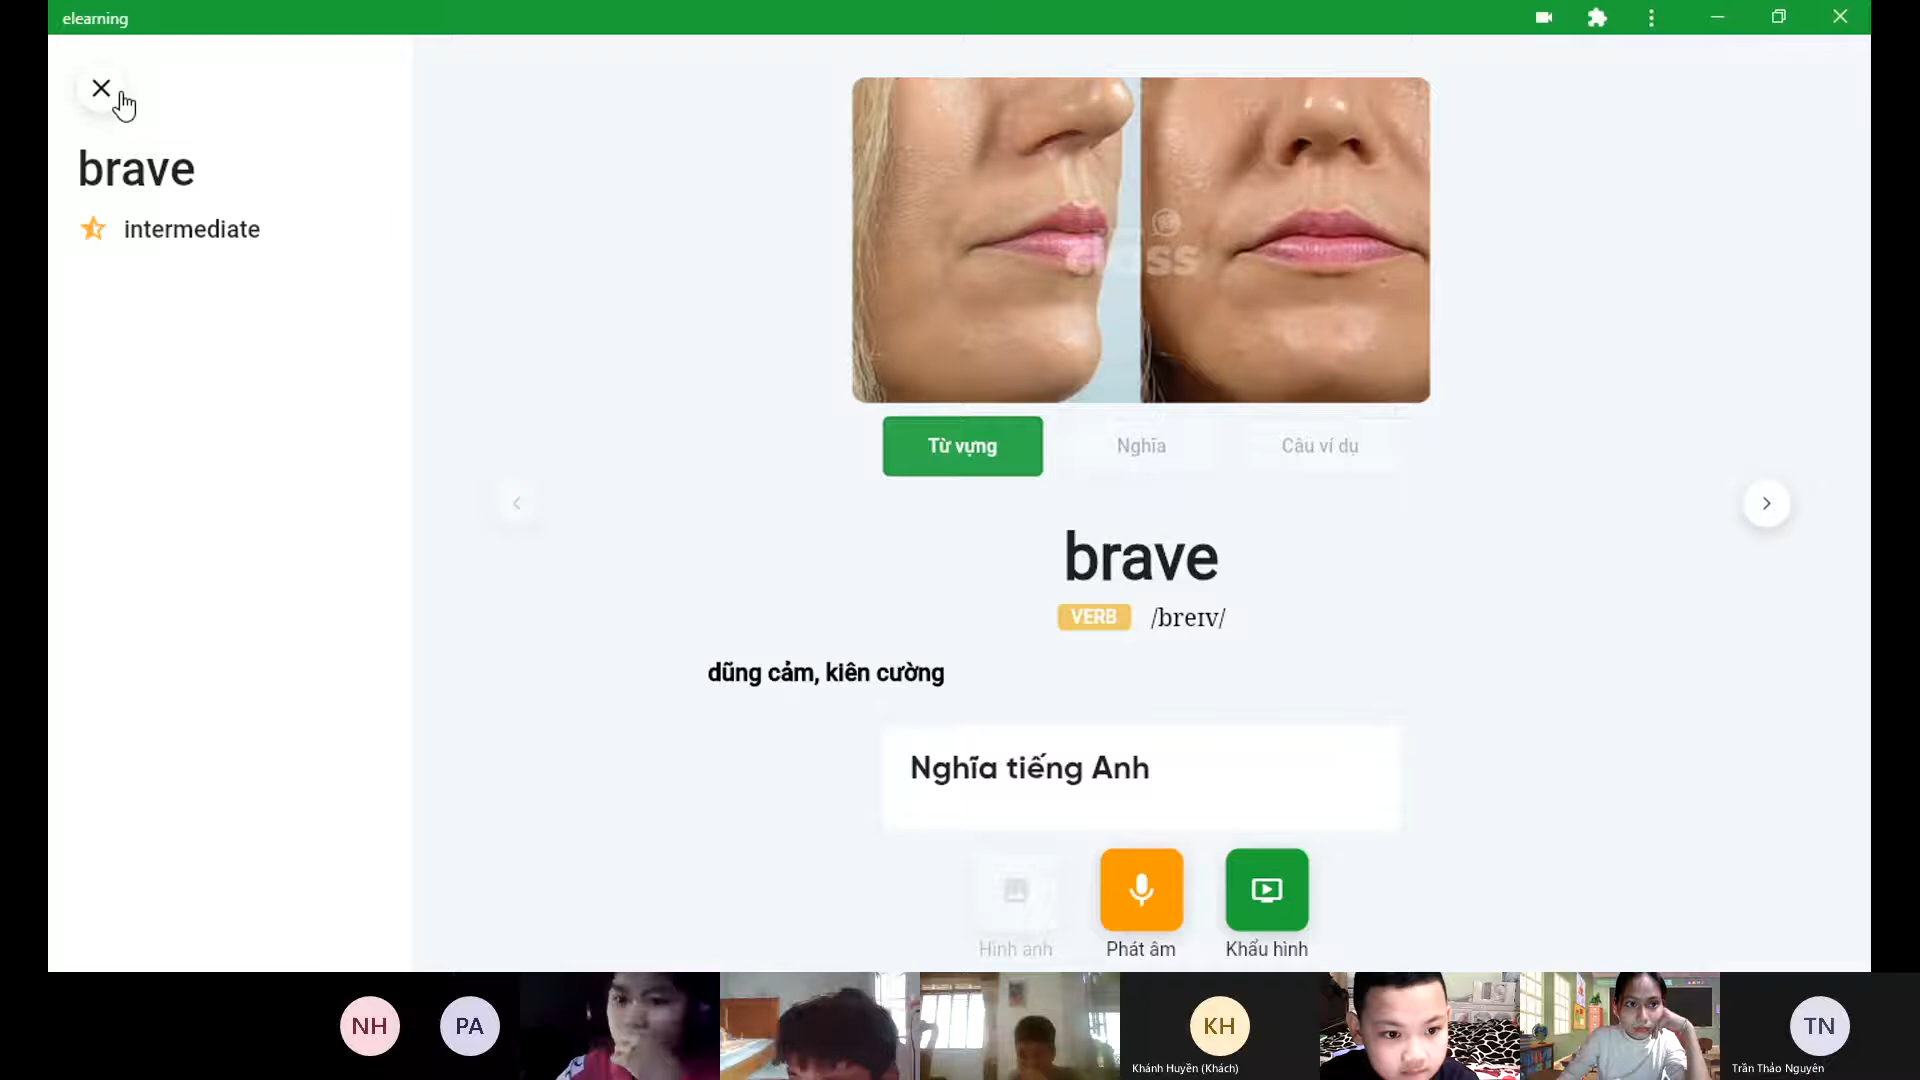 elearning
brave
intermediate
Từ vựng
Nghĩa
Câu ví dụ
brave
VERB /breɪv/
dũng cảm, kiên cường
Nghĩa tiếng Anh
Hình ảnh
Phát âm
Khẩu hình
NH
PA
KH
Khánh Huyền (Khách)
TN
Trần Thảo Nguyên